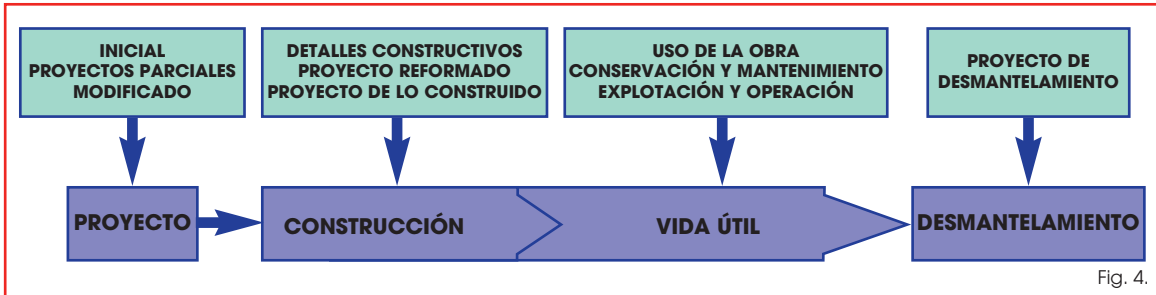 INICIAL
PROYECTOS PARCIALES
MODIFICADO
DETALLES CONSTRUCTIVOS
PROYECTO REFORMADO
PROYECTO DE LO CONSTRUIDO
USO DE LA OBRA
CONSERVACIÓN Y MANTENIMIENTO
EXPLOTACIÓN Y OPERACIÓN
PROYECTO DE
DESMANTELAMIENTO
PROYECTO
CONSTRUCCIÓN
VIDA ÚTIL
DESMANTELAMIENTO
Fig. 4.